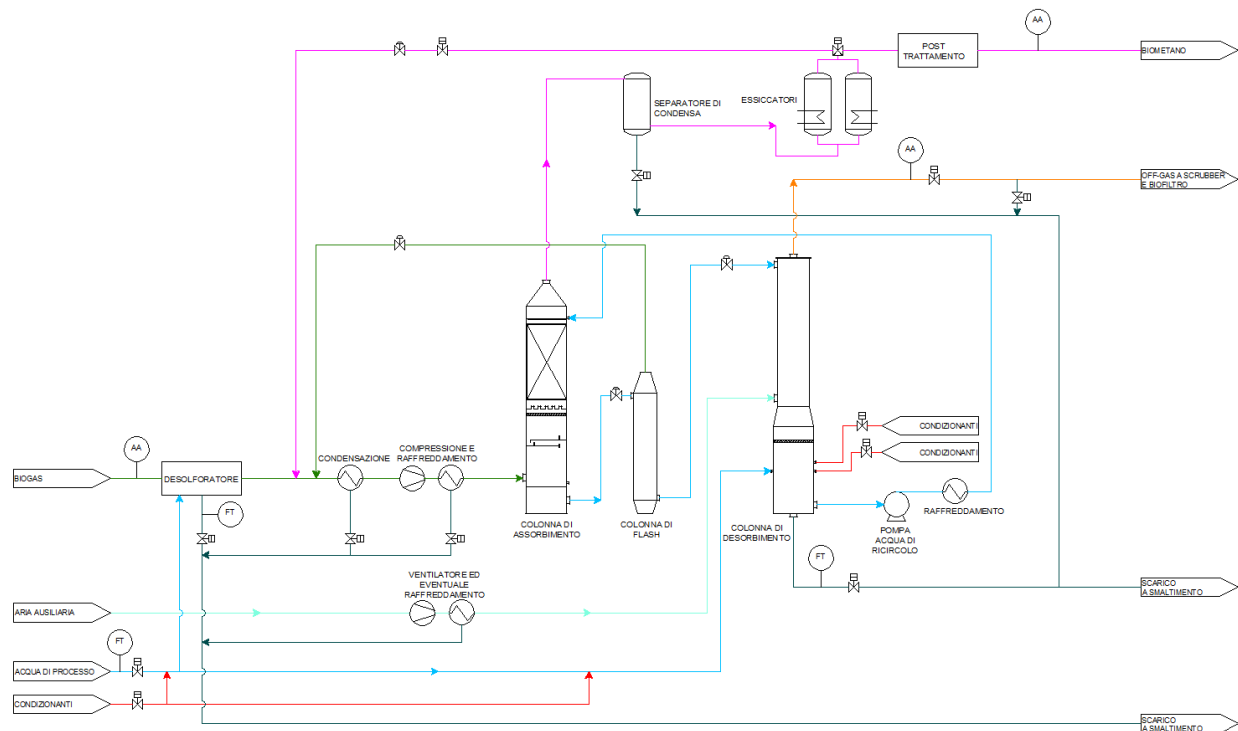 AA
POST
TRATTAMENTO
AA
BIOMETANO
SEPARATORE DI
CONDENSA
ESSICCATORI
AA
OFF-GAS A SCRUBBER
E BIOFILTRO
AA
BIOGAS
DESOLFORATORE
FT
CONDENSAZIONE
COMPRESSIONE E
RAFFREDDAMENTO
COLONNA DI
ASSORBIMENTO
COLONNA DI
FLASH
COLONNA DI
DESORBIMENTO
CONDIZIONANTI
CONDIZIONANTI
POMPA
ACQUA DI
RICIRCOLO
RAFFREDDAMENTO
FT
SCARICO
A SMALTIMENTO
VENTILATORE ED
EVENTUALE
RAFFREDDAMENTO
ARIA AUSILIARIA
FT
ACQUA DI PROCESSO
CONDIZIONANTI
SCARICO
A SMALTIMENTO